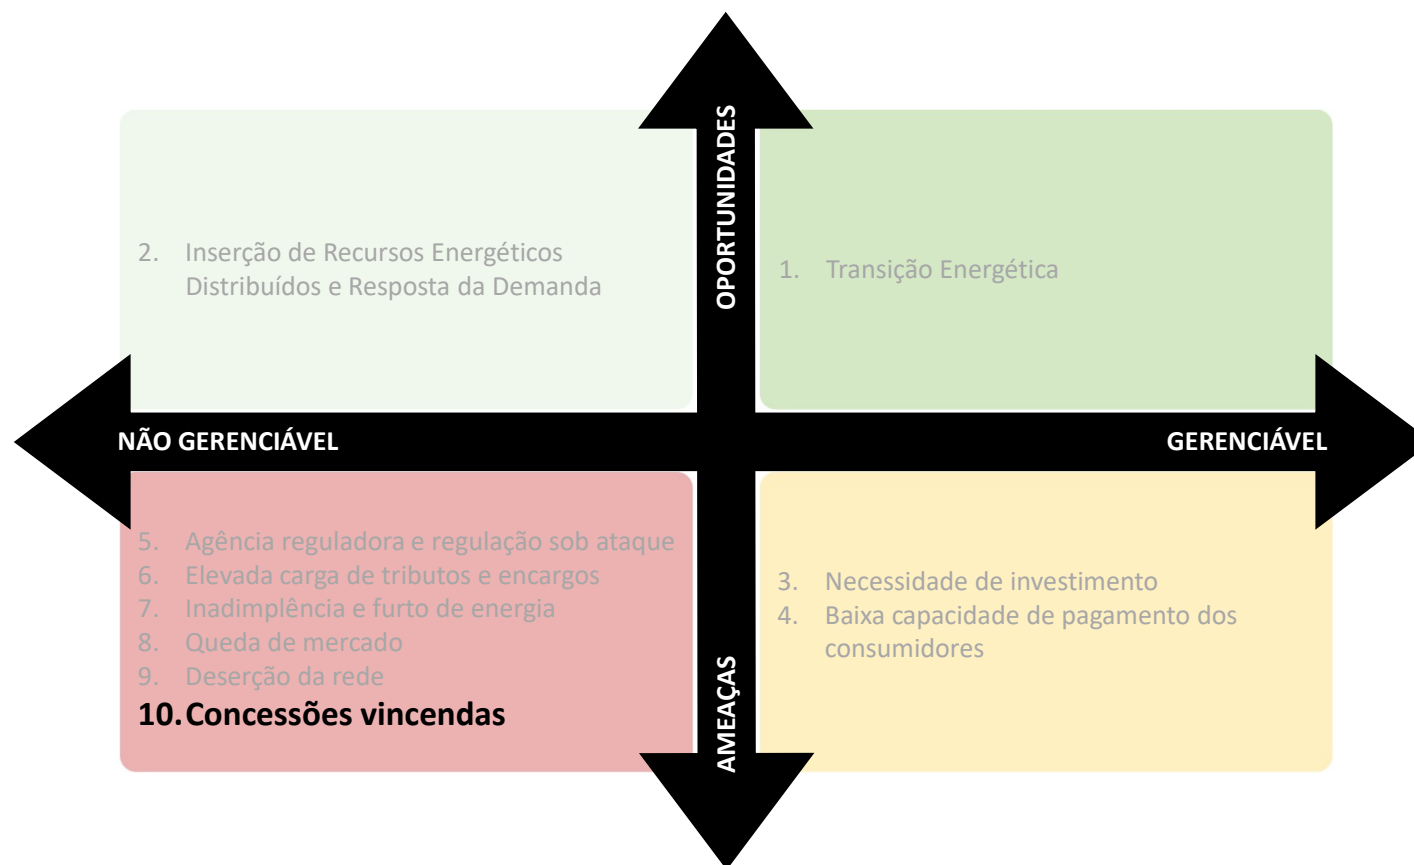 OPORTUNIDADES
2. Inserção de Recursos Energéticos
Distribuídos e Resposta da Demanda
1. Transição Energética
NÃO GERENCIÁVEL
GERENCIÁVEL
5. Agência reguladora e regulação sob ataque
6. Elevada carga de tributos e encargos
7. Inadimplência e furto de energia
8. Queda de mercado
9. Deserção da rede
10. Concessões vincendas
3. Necessidade de investimento
4. Baixa capacidade de pagamento dos
consumidores
AMEAÇAS